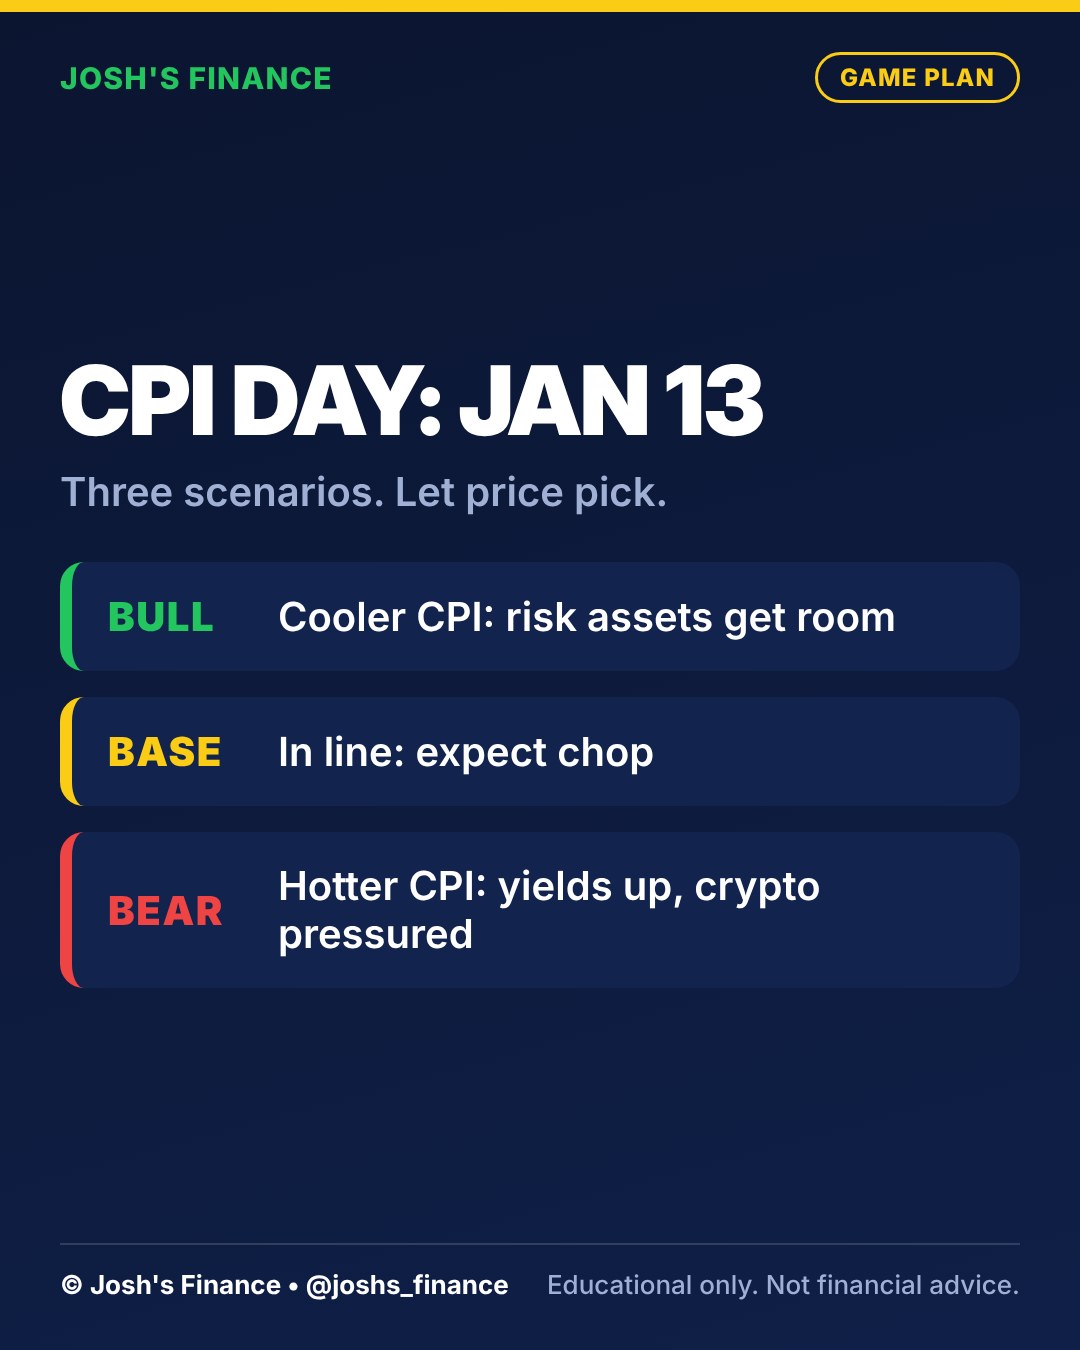 JOSH'S FINANCE
GAME PLAN
CPI DAY: JAN 13
Three scenarios. Let price pick.
BULL Cooler CPI: risk assets get room
BASE In line: expect chop
BEAR Hotter CPI: yields up, crypto
pressured
© Josh's Finance • @joshs_finance Educational only. Not financial advice.